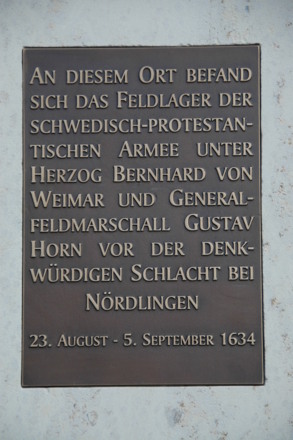 An diesem Ort befand
sich das Feldlager der
schwedisch-protestan-
tischen Armee unter
Herzog Bernhard von
Weimar und General-
feldmarschall Gustav
Horn vor der denk-
würdigen Schlacht bei
Nördlingen
23. August - 5. September 1634